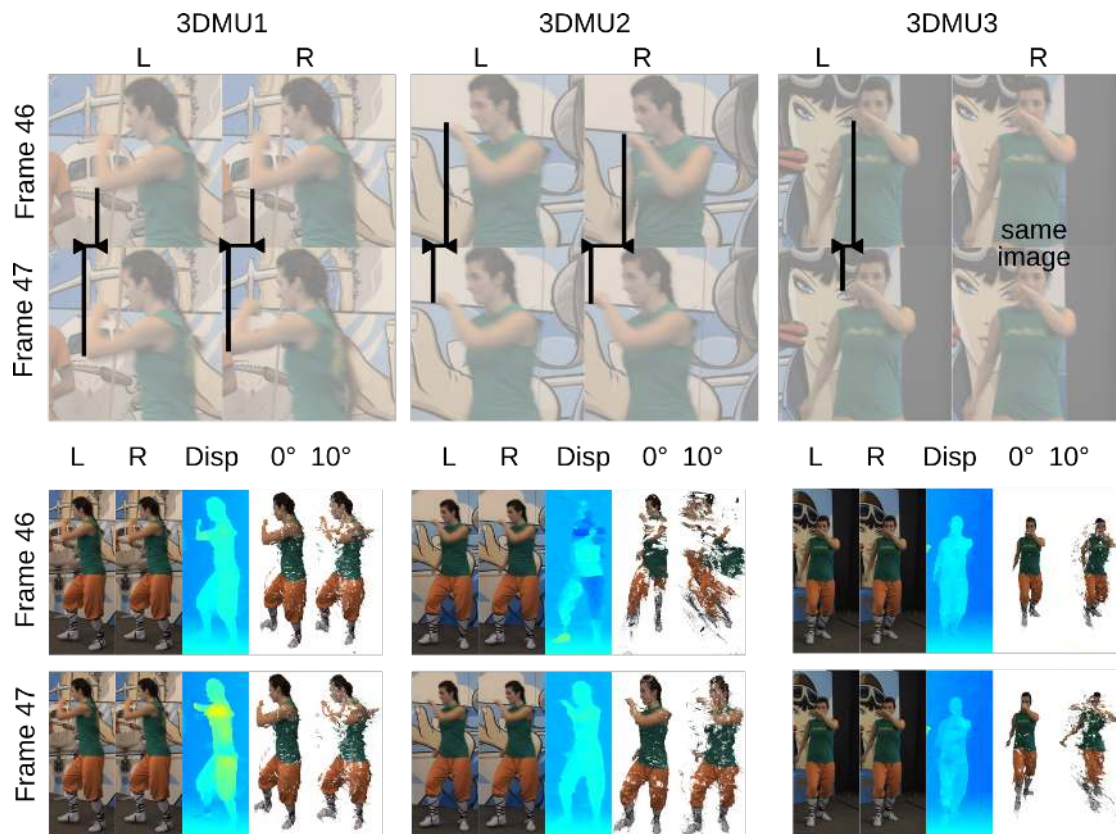 3DMU1 3DMU2 3DMU3
L R L R L R
Frame 46
same
image
Frame 47
L R Disp 0° 10° L R Disp 0° 10° L R Disp 0° 10°
Frame 46
Frame 47